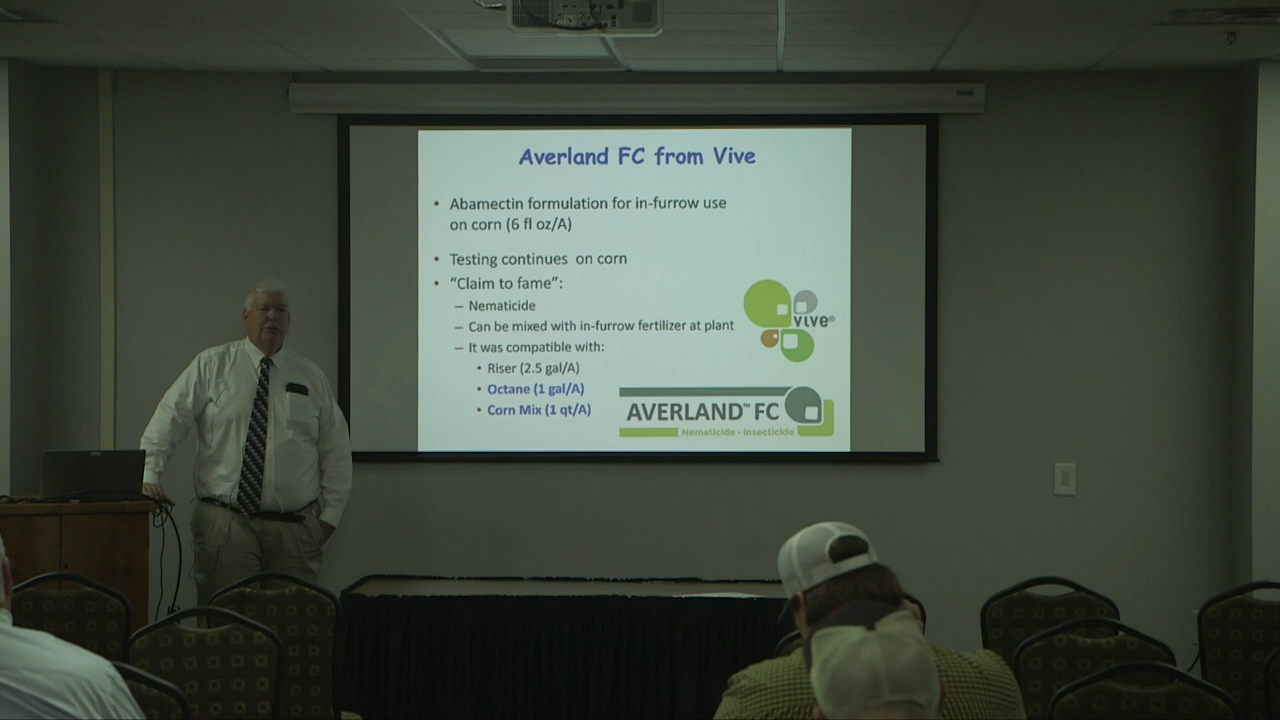 Averland FC from Vive
• Abamectin formulation for in-furrow use
on corn (6 fl oz/A)
• Testing continues on corn
• “Claim to fame”:
– Nematicide
– Can be mixed with in-furrow fertilizer at plant
– It was compatible with:
• Riser (2.5 gal/A)
• Octane (1 gal/A)
• Corn Mix (1 qt/A)
vive®
AVERLAND™ FC
Nematicide - Insecticide